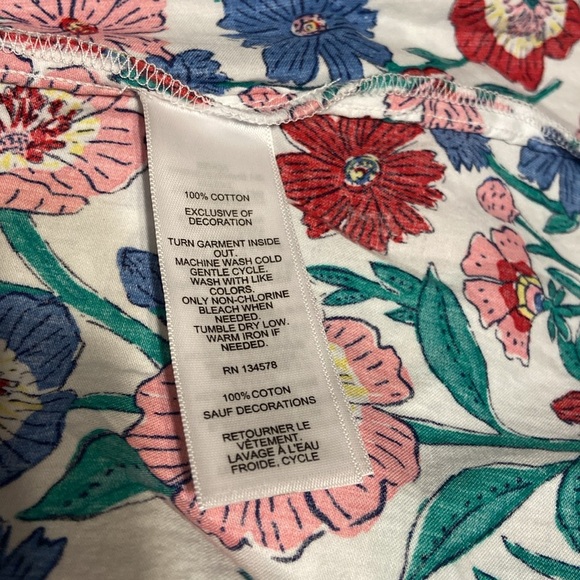 100% COTTON
EXCLUSIVE OF
DECORATION
TURN GARMENT INSIDE
OUT.
MACHINE WASH COLD
GENTLE CYCLE.
WASH WITH LIKE
COLORS.
ONLY NON-CHLORINE
BLEACH WHEN
NEEDED.
TUMBLE DRY LOW.
WARM IRON IF
NEEDED.
RN 134578
100% COTON
SAUF DECORATIONS
RETOURNER LE
VÊTEMENT.
LAVAGE À L'EAU
FROIDE, CYCLE